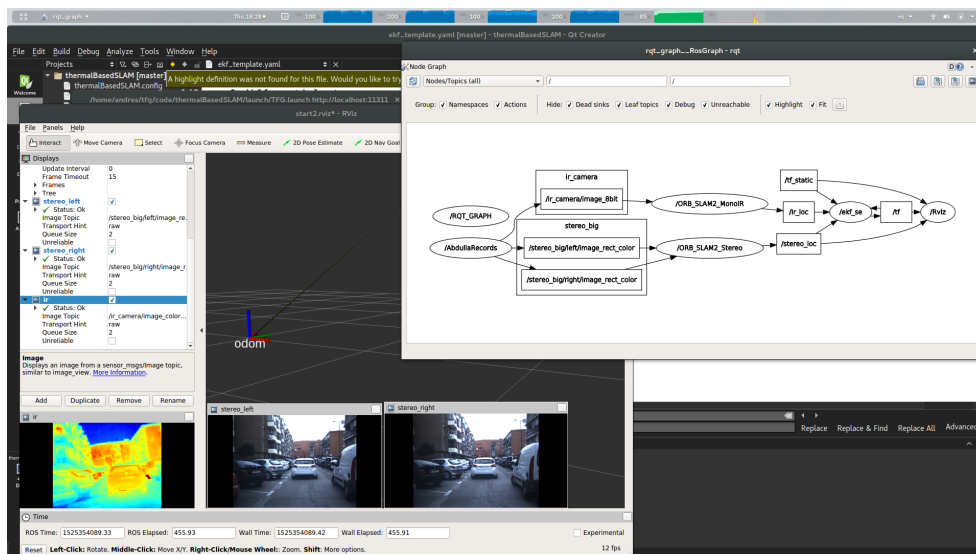 rqt_graph
Thu 16:28
100
100
100
100
85
es
ekf_template.yaml [master] - thermalBasedSLAM - Qt Creator
File Edit Build Debug Analyze Tools Window Help
Projects
ekf_template.yaml
Welcome
thermalBasedSLAM [master]
thermalBasedSLAM.config
A highlight definition was not found for this file. Would you like to try
/home/andres/tfg/code/thermalBasedSLAM/launch/TFG.launch http://localhost:11311
start2.rviz* - RViz
File Panels Help
Interact Move Camera Select Focus Camera Measure 2D Pose Estimate 2D Nav Goal
Displays
Update Interval 0
Frame Timeout 15
Frames
Tree
stereo_left
Status: Ok
Image Topic /stereo_big/left/image_re...
Transport Hint raw
Queue Size 2
Unreliable
stereo_right
Status: Ok
Image Topic /stereo_big/right/image_r...
Transport Hint raw
Queue Size 2
Unreliable
ir
Status: Ok
Image Topic /ir_camera/image_color...
Transport Hint raw
Queue Size 2
Unreliable
Image
Displays an image from a sensor_msgs/Image topic,
similar to image_view. More Information.
Add Duplicate Remove Rename
odom
ir
stereo_left
stereo_right
Time
ROS Time: 1525354089.33 ROS Elapsed: 455.93 Wall Time: 1525354089.42 Wall Elapsed: 455.91 Experimental
Reset Left-Click: Rotate. Middle-Click: Move X/Y. Right-Click/Mouse Wheel:: Zoom. Shift: More options. 12 fps
rqt_graph__RosGraph - rqt
Node Graph
Nodes/Topics (all) / /
Group: Namespaces Actions Hide: Dead sinks Leaf topics Debug Unreachable Highlight Fit
ir_camera
/ir_camera/image_8bit
/RQT_GRAPH
/AbdullaRecords
stereo_big
/stereo_big/left/image_rect_color
/stereo_big/right/image_rect_color
/ORB_SLAM2_MonoIR
/ORB_SLAM2_Stereo
/tf_static
/ir_loc
/stereo_loc
/ekf_se
/tf
/Rviz
Replace Replace & Find Replace All Advanced